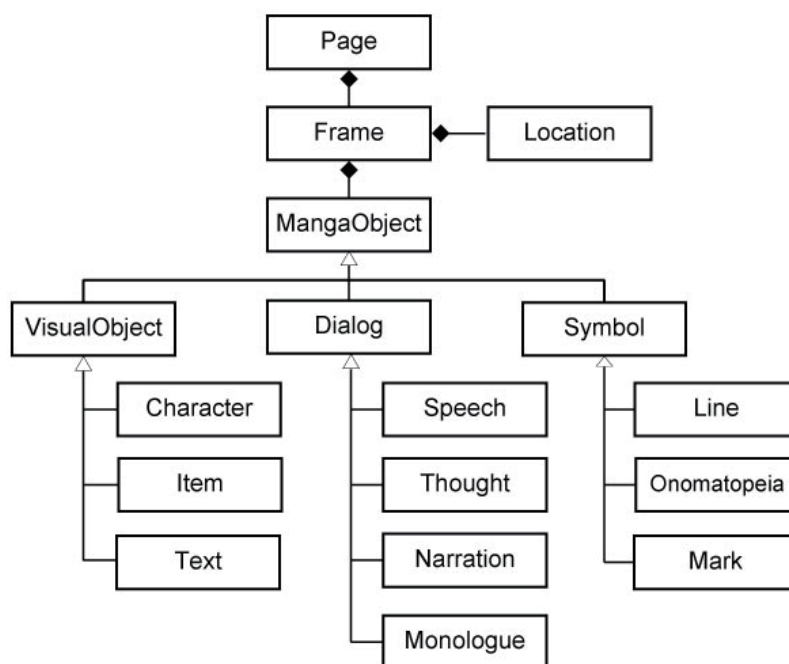 Page
Frame
Location
MangaObject
VisualObject
Dialog
Symbol
Character
Speech
Line
Item
Thought
Onomatopeia
Text
Narration
Mark
Monologue